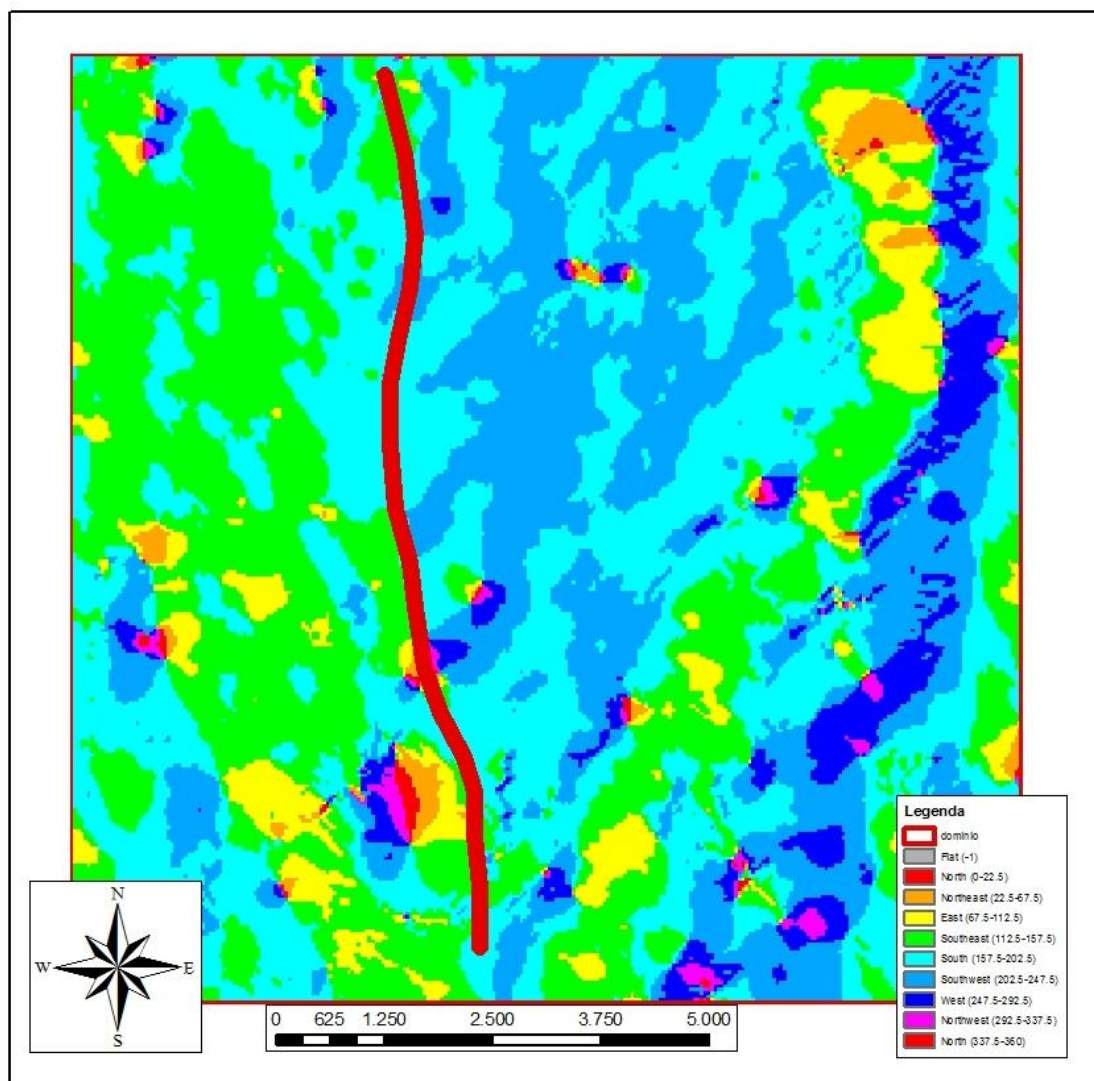 Legenda
dominio
Flat (-1)
North (0-22.5)
Northeast (22.5-67.5)
East (67.5-112.5)
Southeast (112.5-157.5)
South (157.5-202.5)
Southwest (202.5-247.5)
West (247.5-292.5)
Northwest (292.5-337.5)
North (337.5-360)
N
W E
S
0 625 1.250 2.500 3.750 5.000